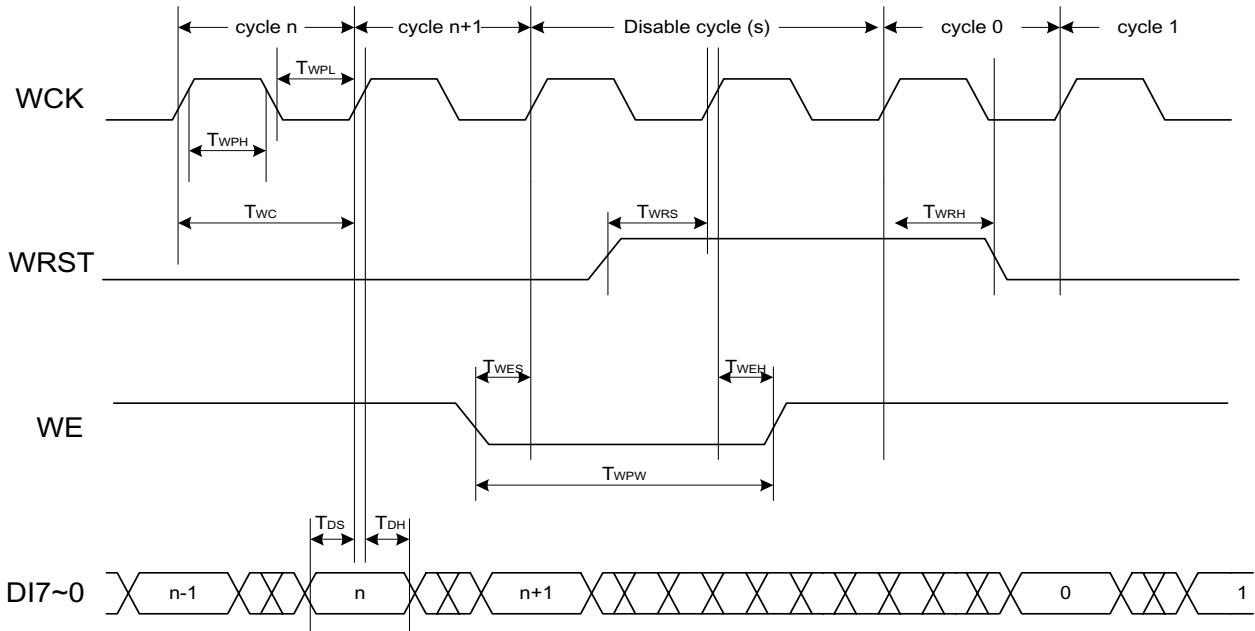 cycle n cycle n+1 Disable cycle (s) cycle 0 cycle 1
TWPL
WCK
TWPH
TWC TWRS TWRH
WRST
TWES TWEH
WE
TWPW
TDS TDH
DI7~0 n-1 n n+1 0 1